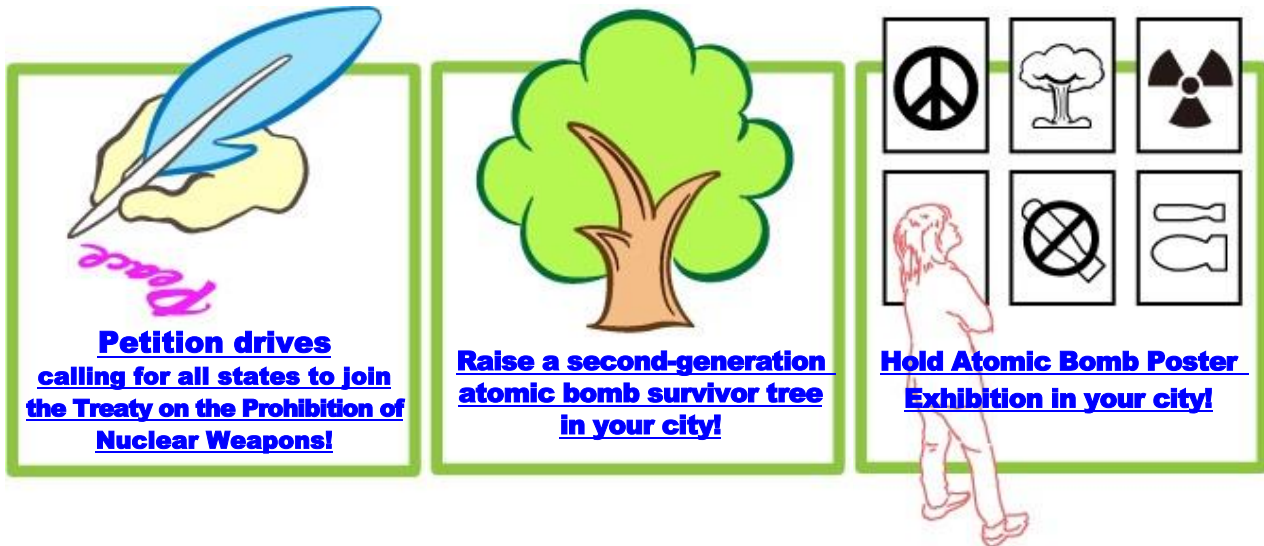 Peace
Petition drives
calling for all states to join
the Treaty on the Prohibition of
Nuclear Weapons!
Raise a second-generation
atomic bomb survivor tree
in your city!
Hold Atomic Bomb Poster
Exhibition in your city!